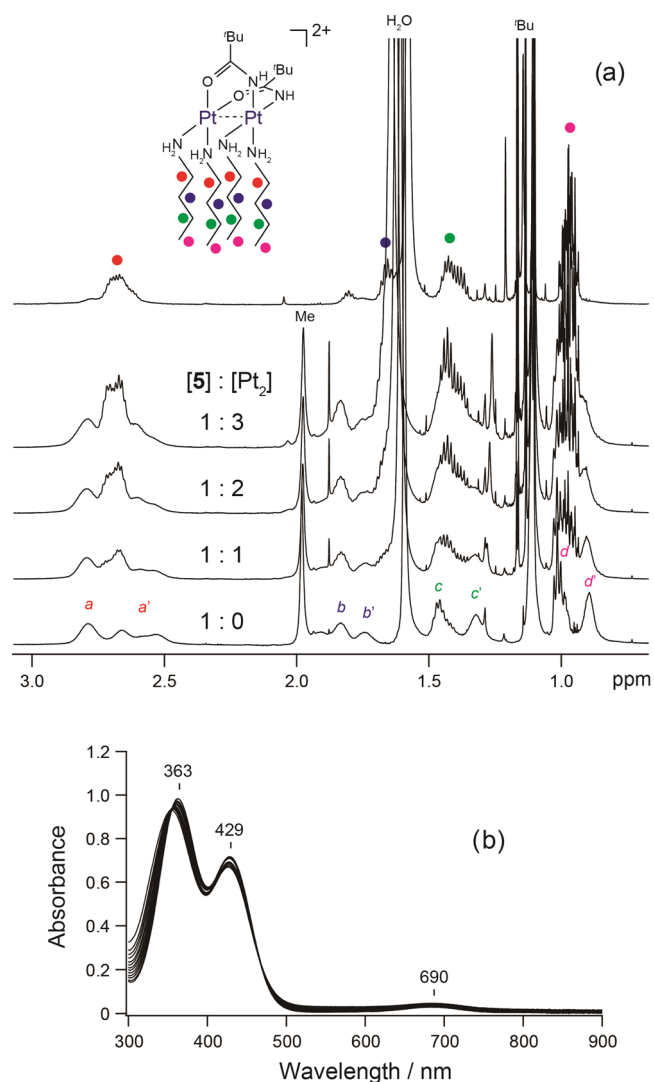 H₂O
ᵗBu
ᵗBu
]2+
(a)
H
ᵗBu
O
N
O
NH
Pt
Pt
H₂N
N
H₂
NH₂
N
H₂
Me
[5] : [Pt₂]
1 : 3
1 : 2
1 : 1
d
a
a'
1 : 0
b
b'
c
c'
d'
3.0
2.5
2.0
1.5
1.0
ppm
1.2
1.0
0.8
0.6
0.4
0.2
0
363
429
(b)
690
Absorbance
300
400
500
600
700
800
900
Wavelength / nm